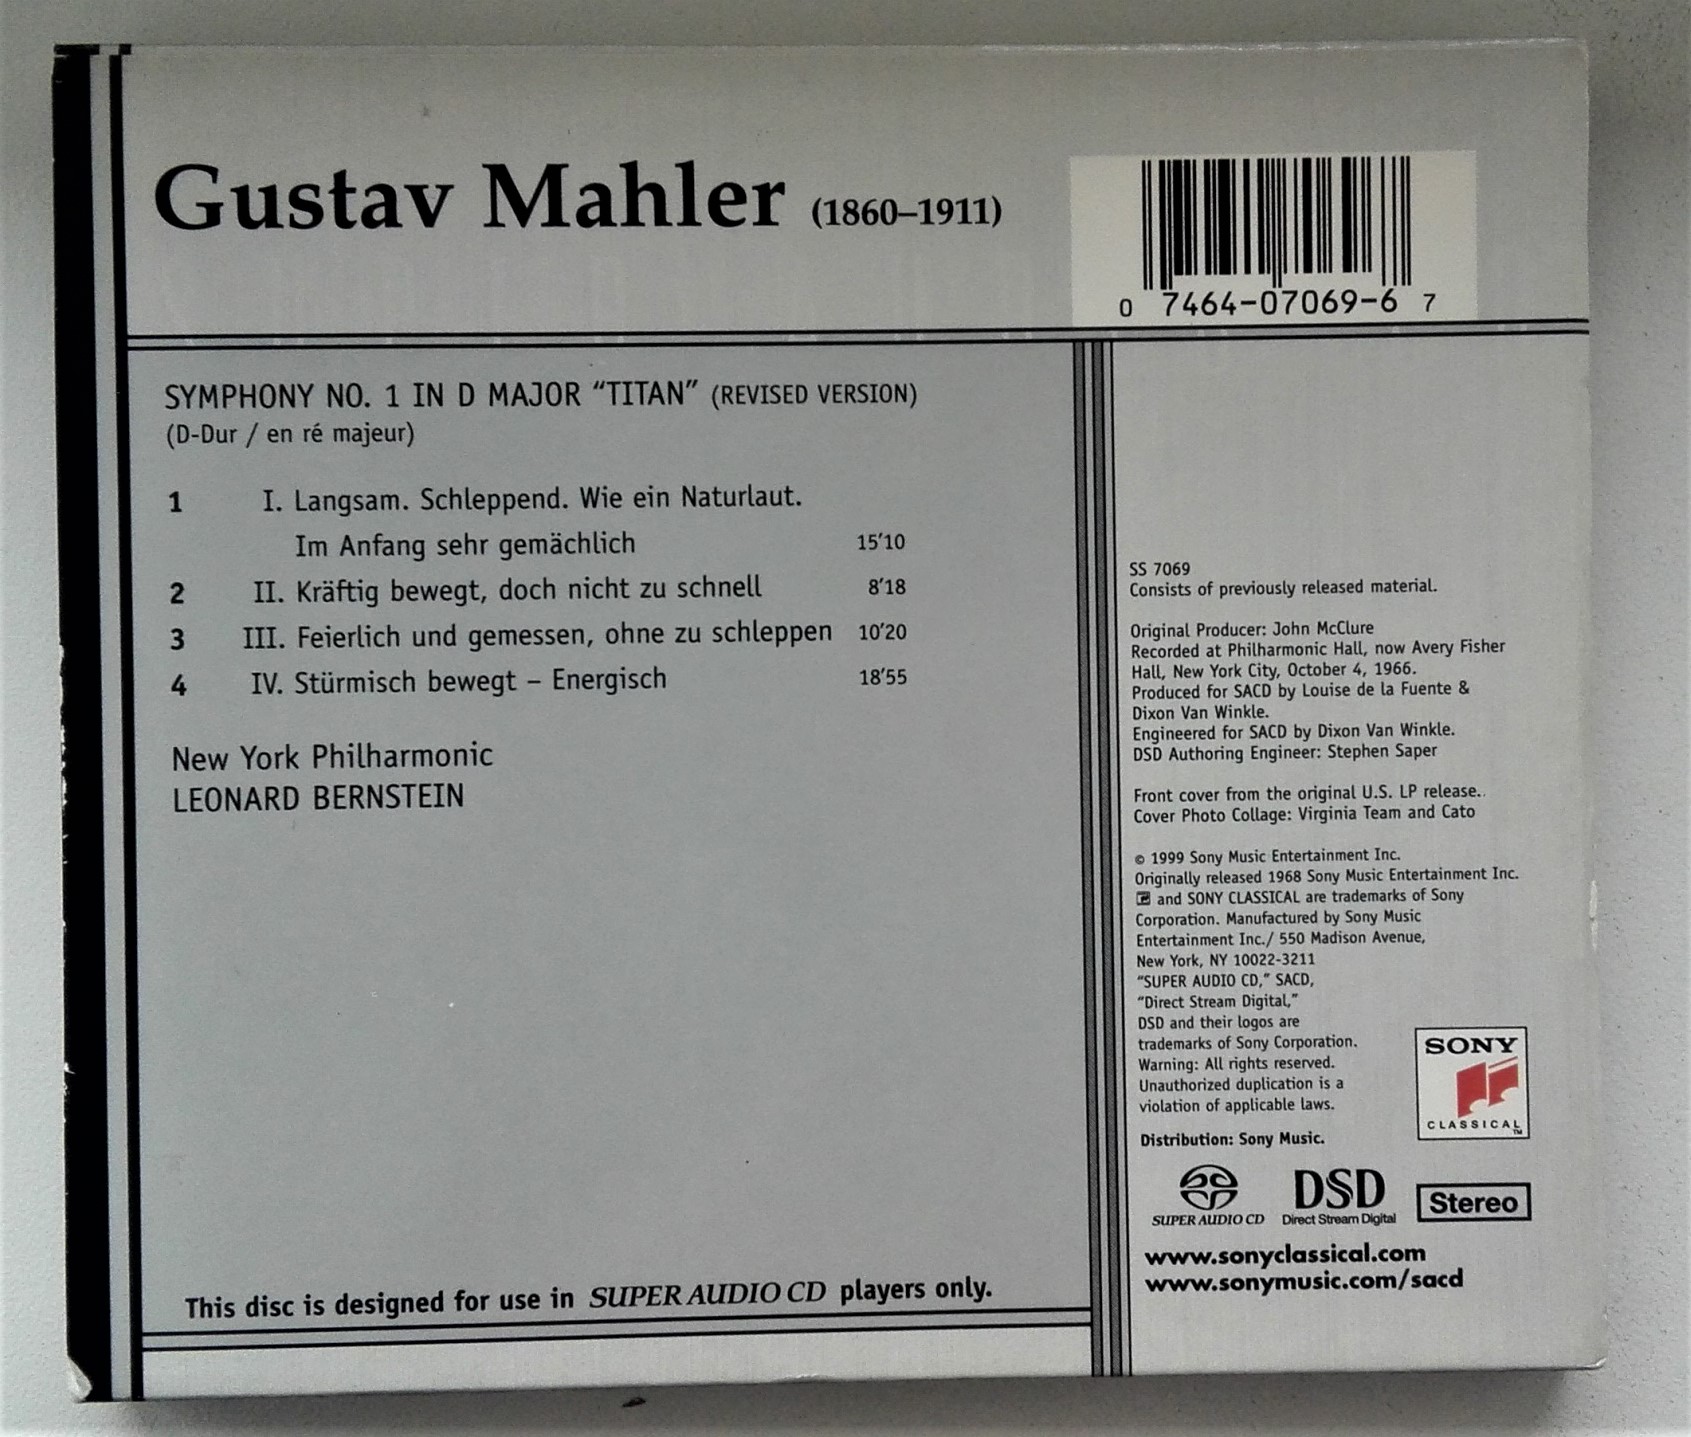 Gustav Mahler (1860–1911)
0 7464-07069-6 7
SYMPHONY NO. 1 IN D MAJOR “TITAN” (REVISED VERSION)
(D-Dur / en ré majeur)
1 I. Langsam. Schleppend. Wie ein Naturlaut.
Im Anfang sehr gemächlich 15’10
2 II. Kräftig bewegt, doch nicht zu schnell 8’18
3 III. Feierlich und gemessen, ohne zu schleppen 10’20
4 IV. Stürmisch bewegt – Energisch 18’55
New York Philharmonic
LEONARD BERNSTEIN
This disc is designed for use in SUPER AUDIO CD players only.
SS 7069
Consists of previously released material.
Original Producer: John McClure
Recorded at Philharmonic Hall, now Avery Fisher
Hall, New York City, October 4, 1966.
Produced for SACD by Louise de la Fuente &
Dixon Van Winkle.
Engineered for SACD by Dixon Van Winkle.
DSD Authoring Engineer: Stephen Saper
Front cover from the original U.S. LP release.
Cover Photo Collage: Virginia Team and Cato
© 1999 Sony Music Entertainment Inc.
Originally released 1968 Sony Music Entertainment Inc.
and SONY CLASSICAL are trademarks of Sony
Corporation. Manufactured by Sony Music
Entertainment Inc./ 550 Madison Avenue,
New York, NY 10022-3211
“SUPER AUDIO CD,” SACD,
“Direct Stream Digital,”
DSD and their logos are
trademarks of Sony Corporation.
Warning: All rights reserved.
Unauthorized duplication is a
violation of applicable laws.
Distribution: Sony Music.
SONY
CLASSICAL
TM
DSD
SUPER AUDIO CD Direct Stream Digital
Stereo
www.sonyclassical.com
www.sonymusic.com/sacd